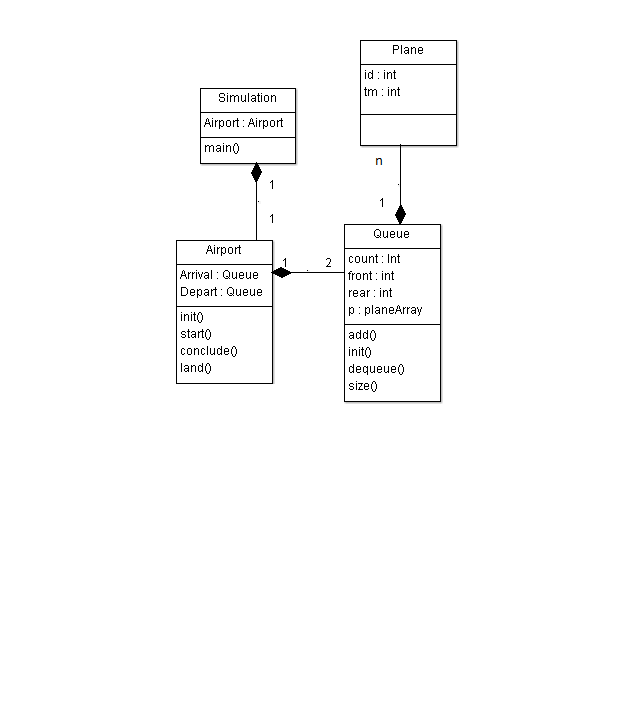 Plane
id : int
tm : int
Simulation
Airport : Airport
main()
n
1
1
1
Queue
count : Int
front : int
rear : int
p : planeArray
add()
init()
dequeue()
size()
Airport
Arrival : Queue
Depart : Queue
init()
start()
conclude()
land()
1
2